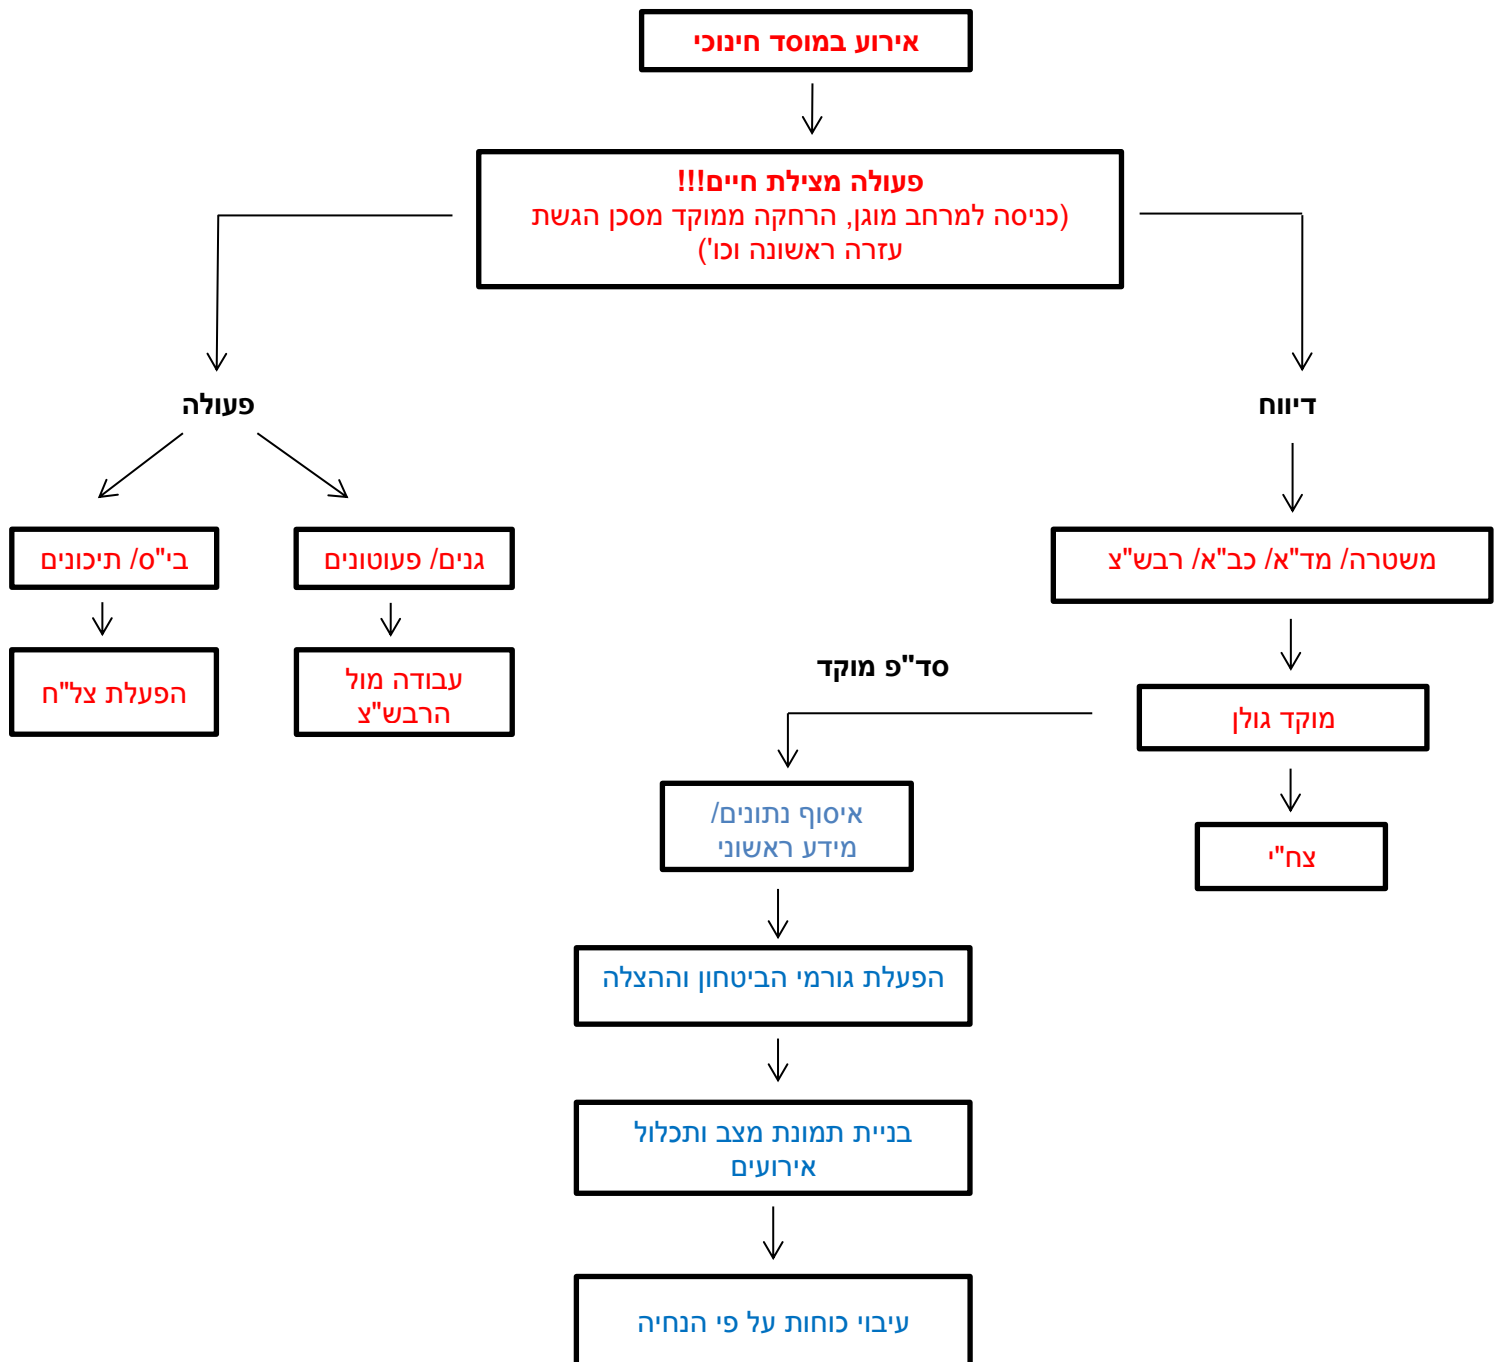 אירוע במוסד חינוכי
פעולה מצילת חיים!!!
(כניסה למרחב מוגן, הרחקה ממוקד מסכן הגשת
עזרה ראשונה וכו')
דיווח
פעולה
משטרה/ מד"א/ כב"א/ רבש"צ
גנים/ פעוטונים
בי"ס/ תיכונים
עבודה מול
הרבש"צ
הפעלת צל"ח
סד"פ מוקד
מוקד גולן
צח"י
איסוף נתונים/
מידע ראשוני
הפעלת גורמי הביטחון וההצלה
בניית תמונת מצב ותכלול
אירועים
עיבוי כוחות על פי הנחיה